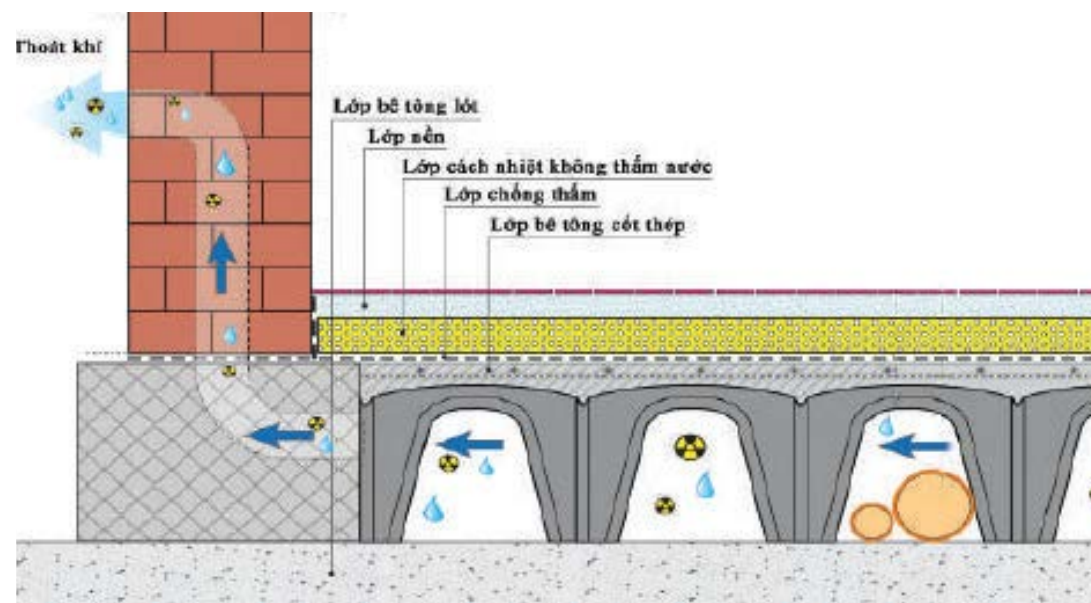 Thoát khí
Lớp bê tông lót
Lớp nền
Lớp cách nhiệt không thấm nước
Lớp chống thấm
Lớp bê tông cốt thép